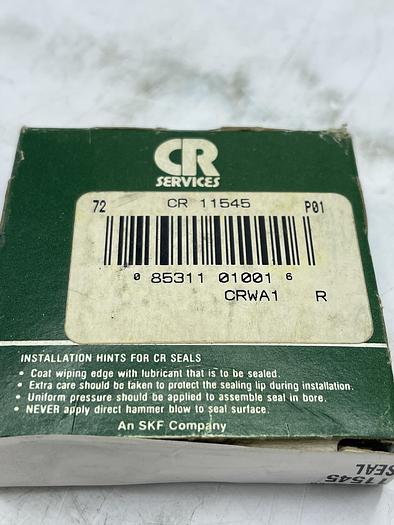 CR
SERVICES
72 CR 11545 P01
0 85311 01001 6
CRWA1 R
INSTALLATION HINTS FOR CR SEALS
• Coat wiping edge with lubricant that is to be sealed.
• Extra care should be taken to protect the sealing lip during installation.
• Uniform pressure should be applied to assemble seal in bore.
• NEVER apply direct hammer blow to seal surface.
An SKF Company
11545
SEAL